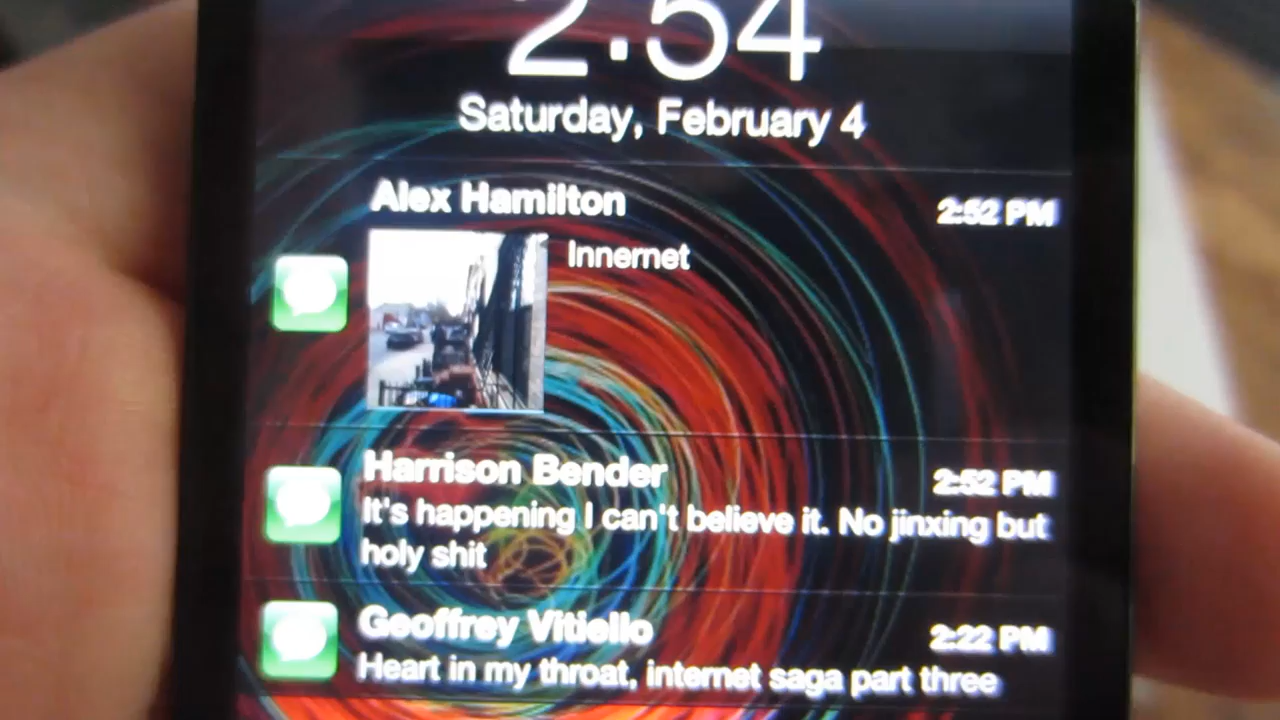 2:54
Saturday, February 4
Alex Hamilton
2:52 PM
Innernet
Harrison Bender
2:52 PM
It's happening I can't believe it. No jinxing but
holy shit
Geoffrey Vitiello
2:22 PM
Heart in my throat, internet saga part three